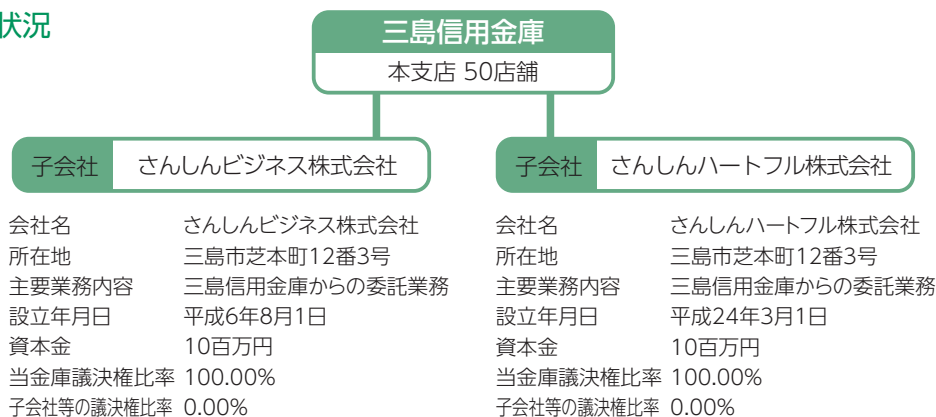 状況
三島信用金庫
本支店 50店舗
子会社 さんしんビジネス株式会社
会社名 さんしんビジネス株式会社
所在地 三島市芝本町12番3号
主要業務内容 三島信用金庫からの委託業務
設立年月日 平成6年8月1日
資本金 10百万円
当金庫議決権比率 100.00%
子会社等の議決権比率 0.00%
子会社 さんしんハートフル株式会社
会社名 さんしんハートフル株式会社
所在地 三島市芝本町12番3号
主要業務内容 三島信用金庫からの委託業務
設立年月日 平成24年3月1日
資本金 10百万円
当金庫議決権比率 100.00%
子会社等の議決権比率 0.00%